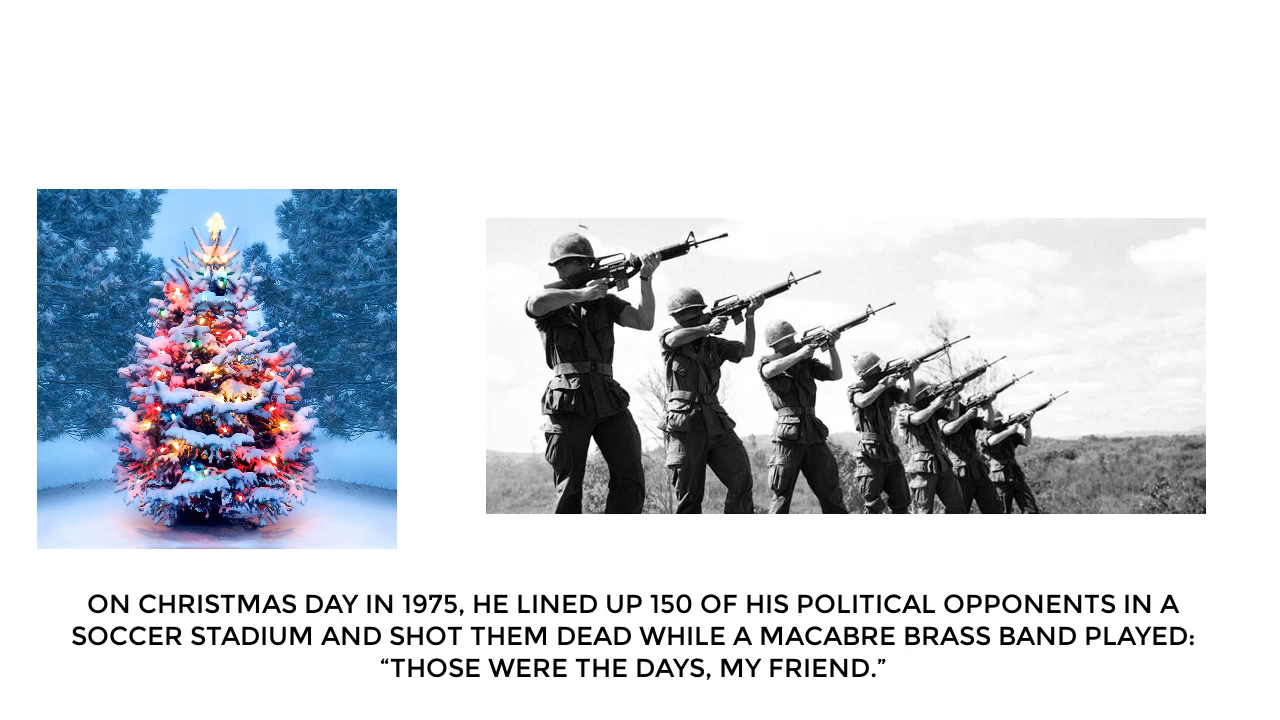 ON CHRISTMAS DAY IN 1975, HE LINED UP 150 OF HIS POLITICAL OPPONENTS IN A
SOCCER STADIUM AND SHOT THEM DEAD WHILE A MACABRE BRASS BAND PLAYED:
“THOSE WERE THE DAYS, MY FRIEND.”